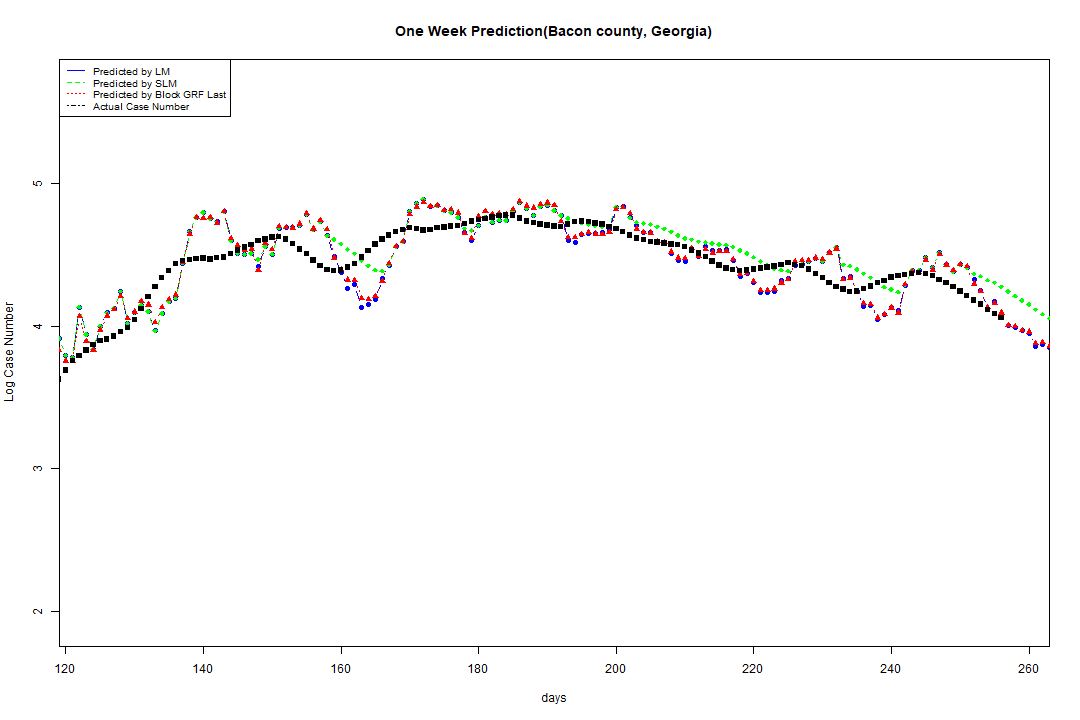 One Week Prediction(Bacon county, Georgia)
Predicted by LM
Predicted by SLM
Predicted by Block GRF Last
Actual Case Number
5
4
3
2
Log Case Number
120 140 160 180 200 220 240 260
days